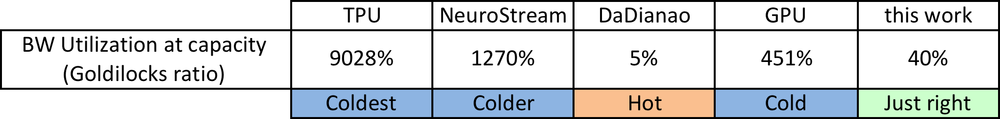 TPU NeuroStream DaDianao GPU this work
BW Utilization at capacity
(Goldilocks ratio) 9028% 1270% 5% 451% 40%
Coldest Colder Hot Cold Just right